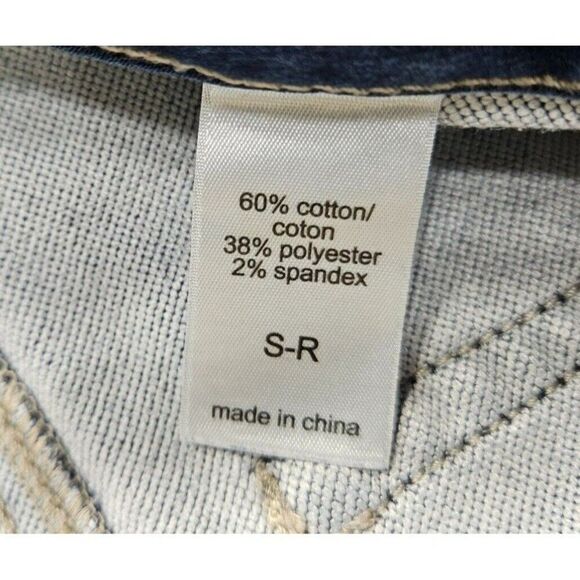 60% cotton/
coton
38% polyester
2% spandex
S-R
made in china